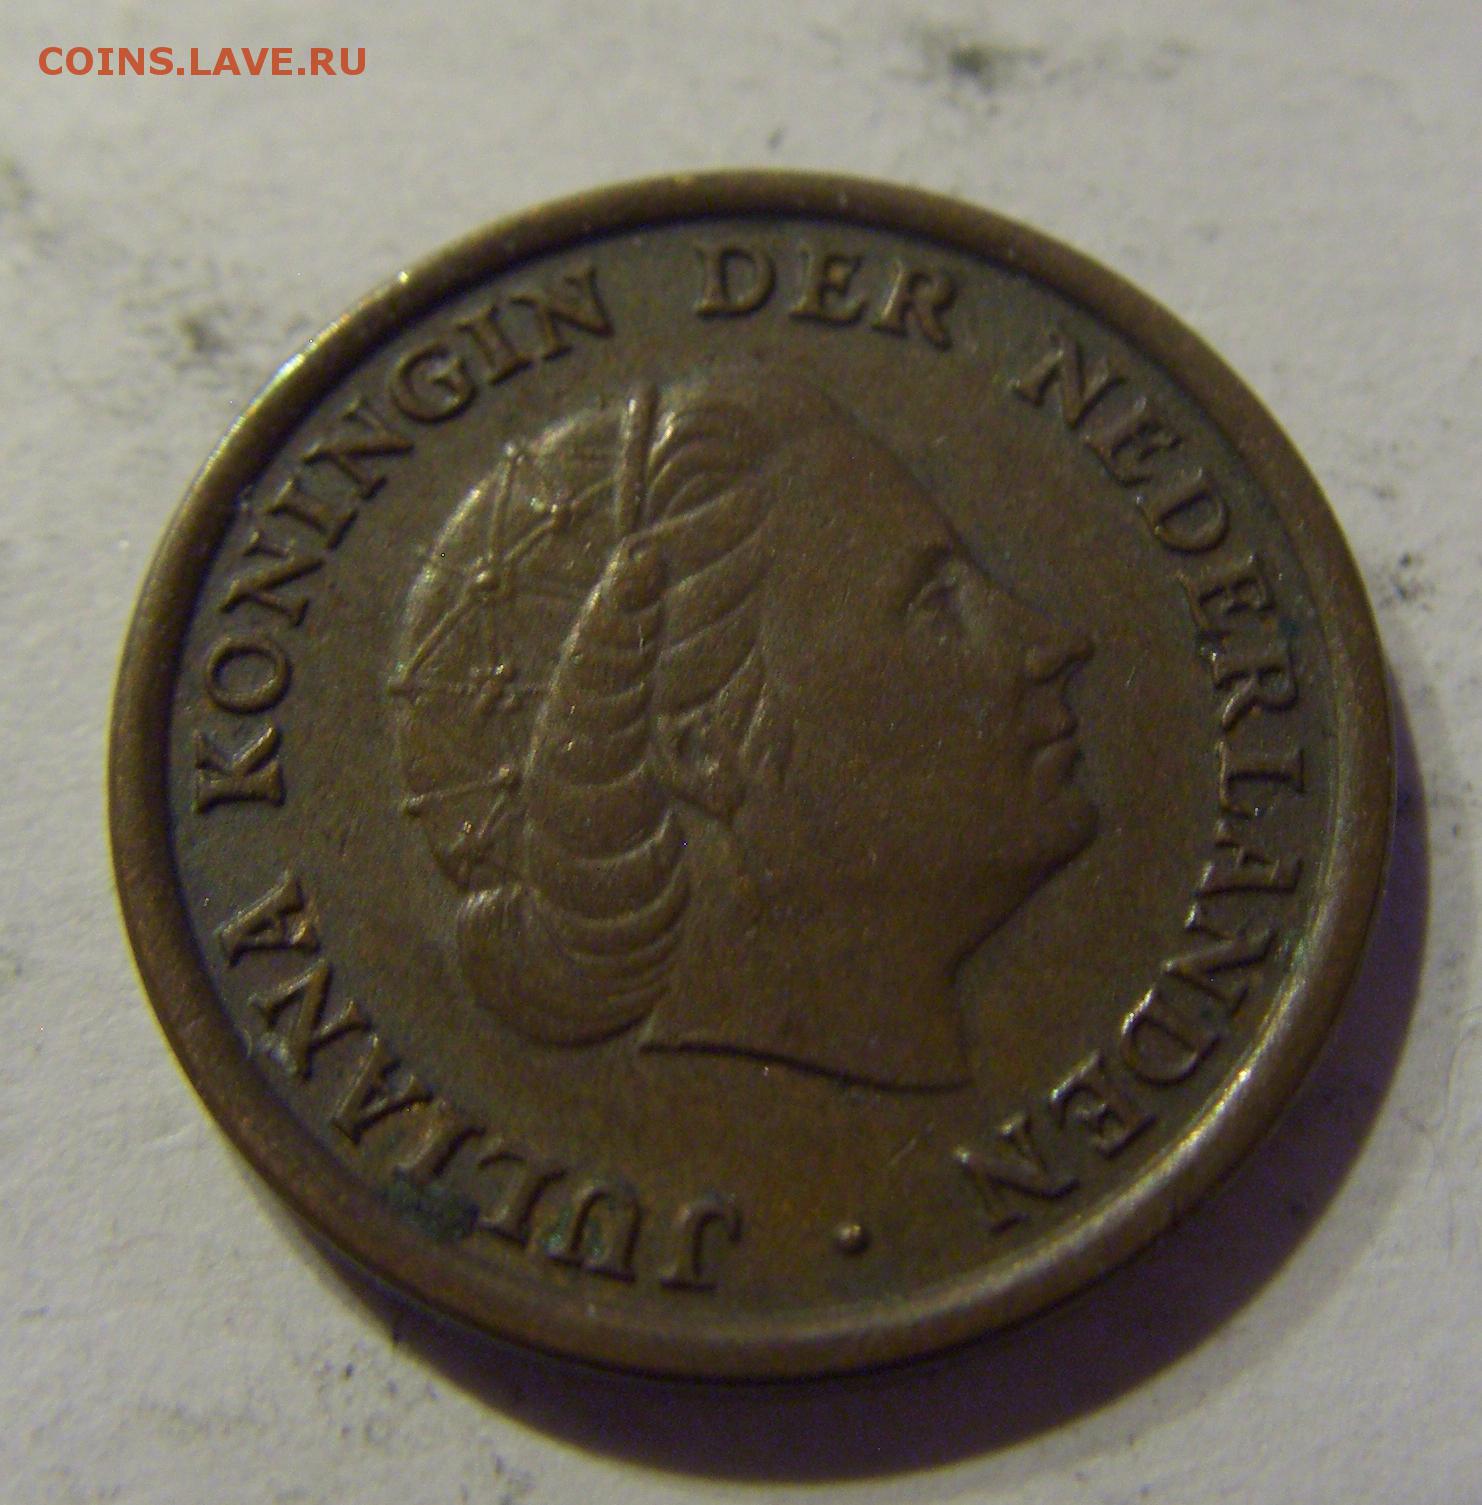 COINS.LAVE.RU
JULIANA KONINGIN DER NEDERLANDEN ·